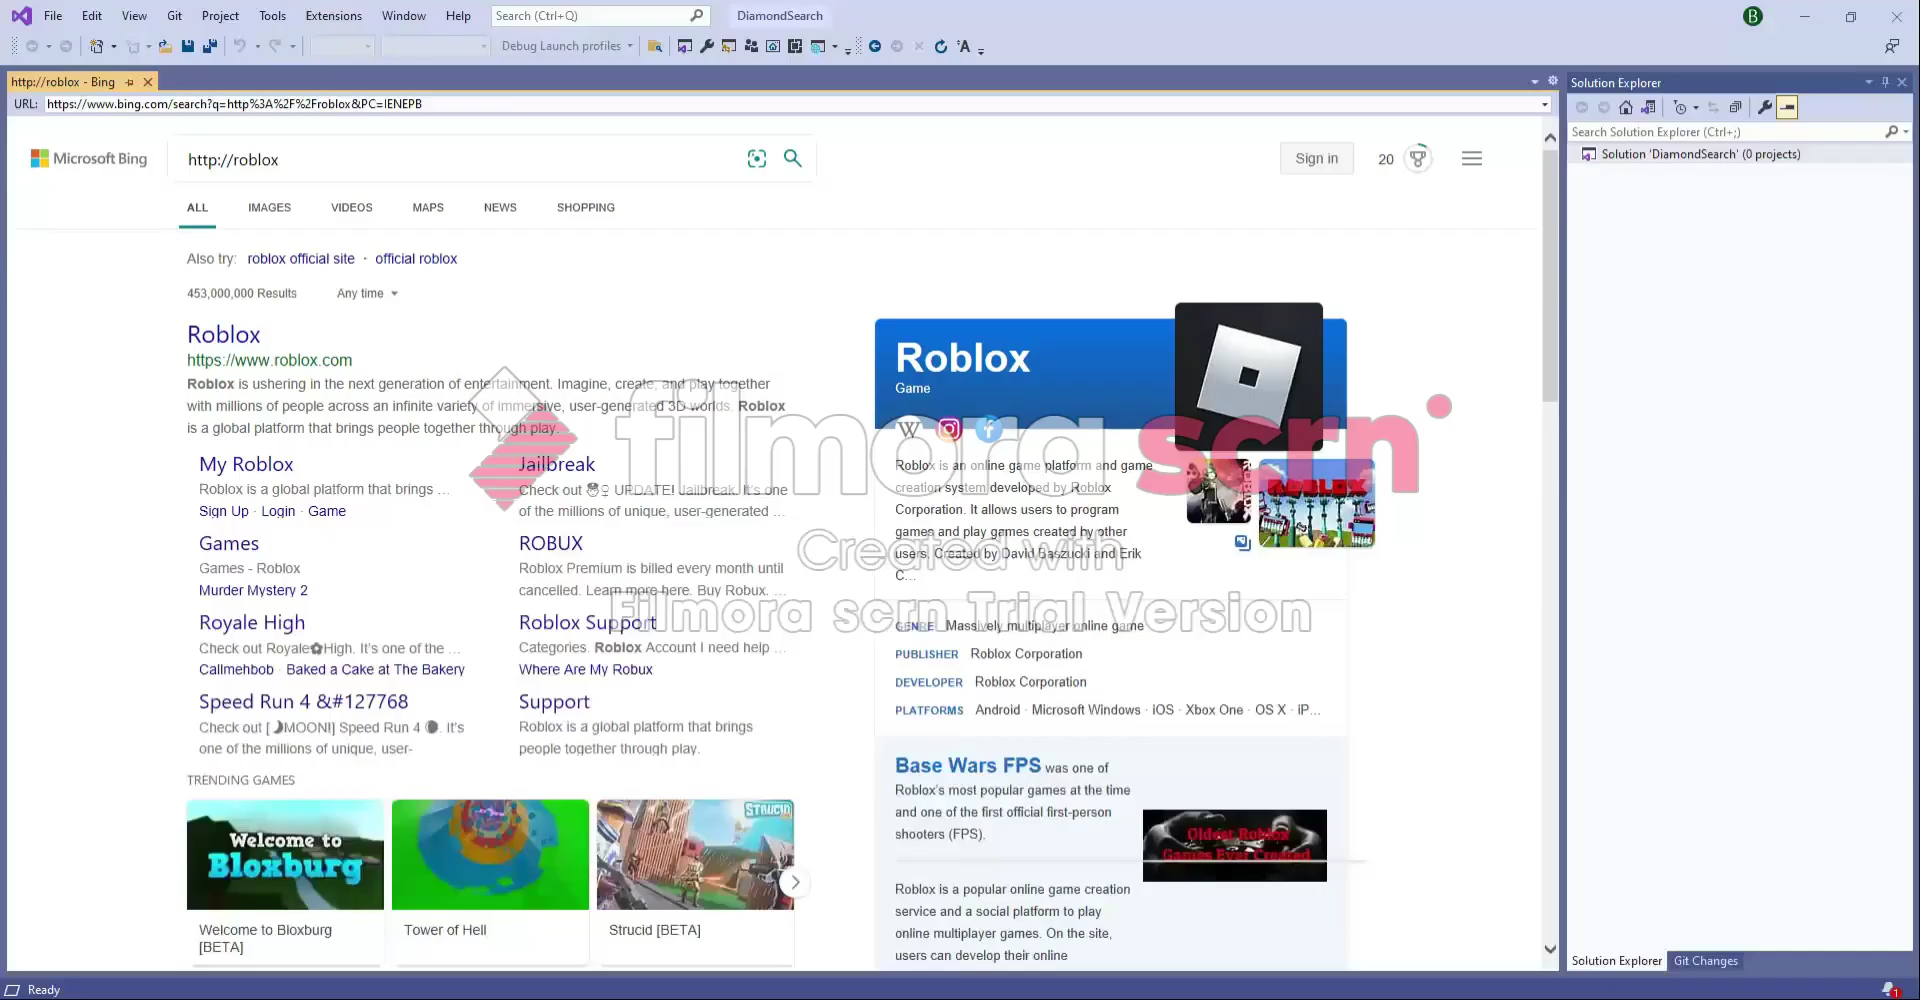 File Edit View Git Project Tools Extensions Window Help Search (Ctrl+Q) DiamondSearch B
Debug Launch profiles
http://roblox - Bing
URL: https://www.bing.com/search?q=http%3A%2F%2Froblox&PC=IENEPB
Solution Explorer
Search Solution Explorer (Ctrl+;)
Solution 'DiamondSearch' (0 projects)
Microsoft Bing
http://roblox
Sign in 20
ALL IMAGES VIDEOS MAPS NEWS SHOPPING
Also try: roblox official site · official roblox
453,000,000 Results Any time
Roblox
https://www.roblox.com
Roblox is ushering in the next generation of entertainment. Imagine, create, and play together
with millions of people across an infinite variety of immersive, user-generated 3D worlds. Roblox
is a global platform that brings people together through play.
My Roblox
Roblox is a global platform that brings ...
Sign Up · Login · Game
Jailbreak
Check out UPDATE! Jailbreak. It's one
of the millions of unique, user-generated ...
Games
Games - Roblox
Murder Mystery 2
ROBUX
Roblox Premium is billed every month until
cancelled. Learn more here. Buy Robux. ...
Royale High
Check out Royale✿High. It's one of the ...
Callmehbob · Baked a Cake at The Bakery
Roblox Support
Categories. Roblox Account I need help ...
Where Are My Robux
Speed Run 4 &#127768
Check out [🌙MOON!] Speed Run 4 🌘. It's
one of the millions of unique, user-
Support
Roblox is a global platform that brings
people together through play.
TRENDING GAMES
Welcome to
Bloxburg
STRUCID
Welcome to Bloxburg
[BETA]
Tower of Hell
Strucid [BETA]
Roblox
Game
W
Roblox is an online game platform and game
creation system developed by Roblox
Corporation. It allows users to program
games and play games created by other
users. Created by David Baszucki and Erik
C...
ROBLOX
GENRE Massively multiplayer online game
PUBLISHER Roblox Corporation
DEVELOPER Roblox Corporation
PLATFORMS Android · Microsoft Windows · iOS · Xbox One · OS X · iP...
Base Wars FPS was one of
Roblox's most popular games at the time
and one of the first official first-person
shooters (FPS).
Oldest Roblox
Games Ever Created
Roblox is a popular online game creation
service and a social platform to play
online multiplayer games. On the site,
users can develop their online
filmora scrn
Created with
Filmora scrn Trial Version
Solution Explorer Git Changes
Ready 1